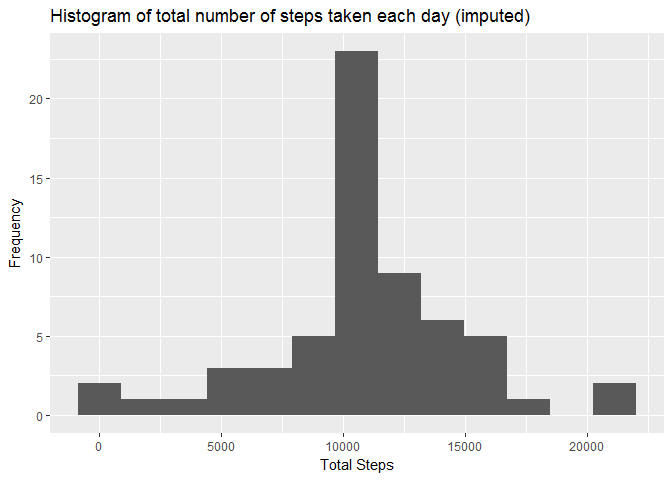 Histogram of total number of steps taken each day (imputed)
Frequency
20
15
10
5
0
0 5000 10000 15000 20000
Total Steps